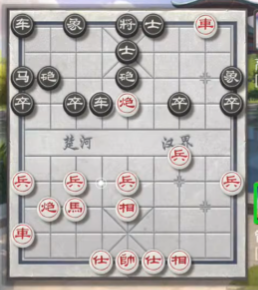 车 象 将 士 車
士
马 砲 砲 象
卒 卒 车 炮 卒 卒
楚河 汉界
兵
兵 兵 兵 兵
炮 馬 相
車
仕 帥 仕 相